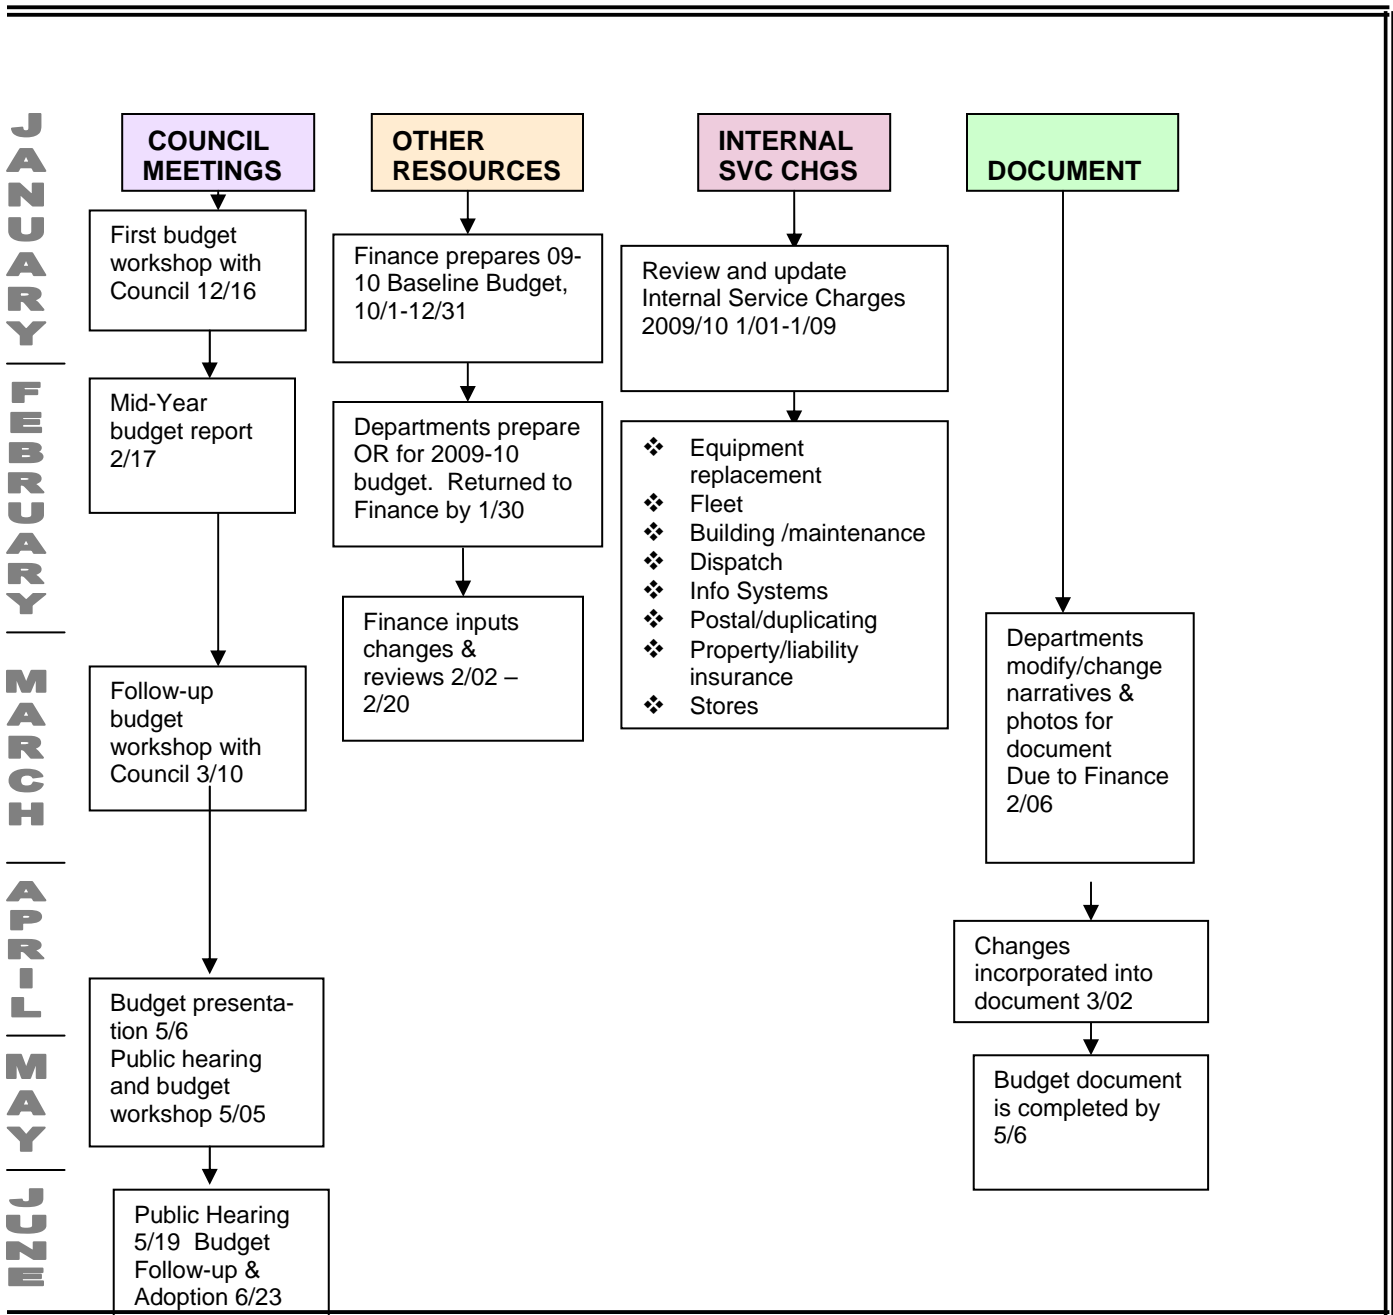 JANUARY
FEBRUARY
MARCH
APRIL
MAY
JUNE
COUNCIL
MEETINGS
First budget
workshop with
Council 12/16
Mid-Year
budget report
2/17
Follow-up
budget
workshop with
Council 3/10
Budget presenta-
tion 5/6
Public hearing
and budget
workshop 5/05
Public Hearing
5/19 Budget
Follow-up &
Adoption 6/23
OTHER
RESOURCES
Finance prepares 09-
10 Baseline Budget,
10/1-12/31
Departments prepare
OR for 2009-10
budget. Returned to
Finance by 1/30
Finance inputs
changes &
reviews 2/02 –
2/20
INTERNAL
SVC CHGS
Review and update
Internal Service Charges
2009/10 1/01-1/09
❖ Equipment
replacement
❖ Fleet
❖ Building /maintenance
❖ Dispatch
❖ Info Systems
❖ Postal/duplicating
❖ Property/liability
insurance
❖ Stores
DOCUMENT
Departments
modify/change
narratives &
photos for
document
Due to Finance
2/06
Changes
incorporated into
document 3/02
Budget document
is completed by
5/6